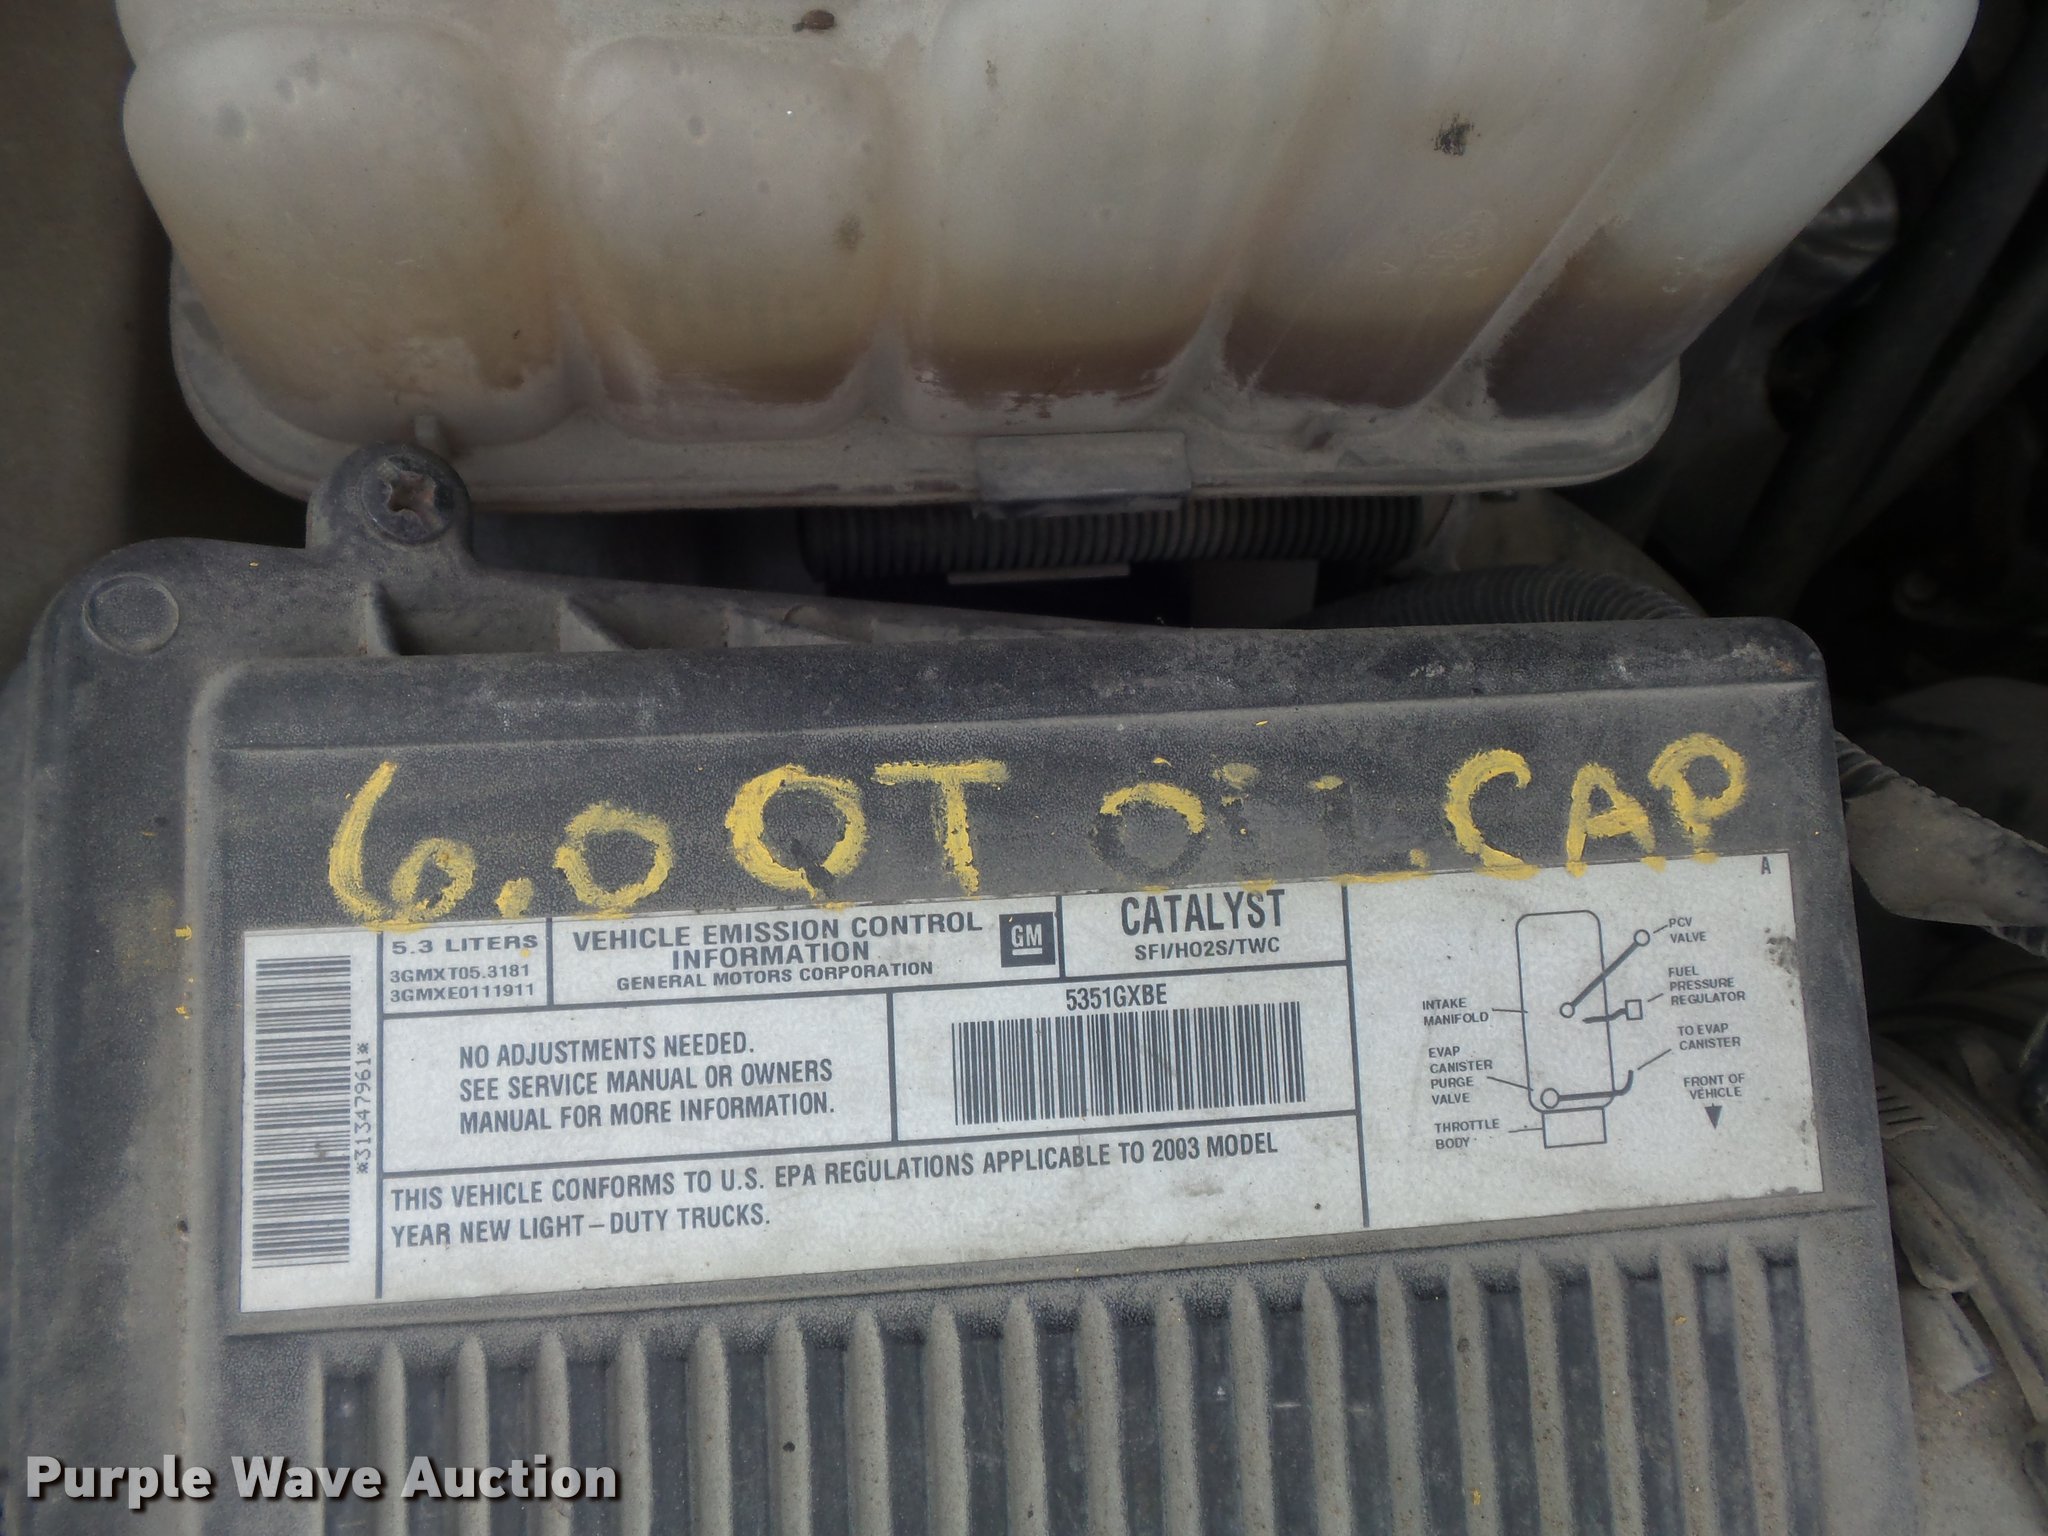 6.0 QT OIL CAP
5.3 LITERS
3GMXT05.3181
3GMXE0111911
VEHICLE EMISSION CONTROL
INFORMATION
GENERAL MOTORS CORPORATION
GM
CATALYST
SFI/HO2S/TWC
*313347961*
NO ADJUSTMENTS NEEDED.
SEE SERVICE MANUAL OR OWNERS
MANUAL FOR MORE INFORMATION.
5351GXBE
THIS VEHICLE CONFORMS TO U.S. EPA REGULATIONS APPLICABLE TO 2003 MODEL
YEAR NEW LIGHT–DUTY TRUCKS.
A
PCV
VALVE
FUEL
PRESSURE
REGULATOR
INTAKE
MANIFOLD
TO EVAP
CANISTER
EVAP
CANISTER
PURGE
VALVE
FRONT OF
VEHICLE
THROTTLE
BODY
Purple Wave Auction